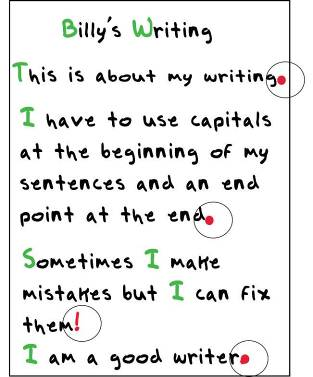 Billy's Writing
This is about my writing.
I have to use capitals
at the beginning of my
sentences and an end
point at the end.
Sometimes I make
mistakes but I can fix
them!
I am a good writer.